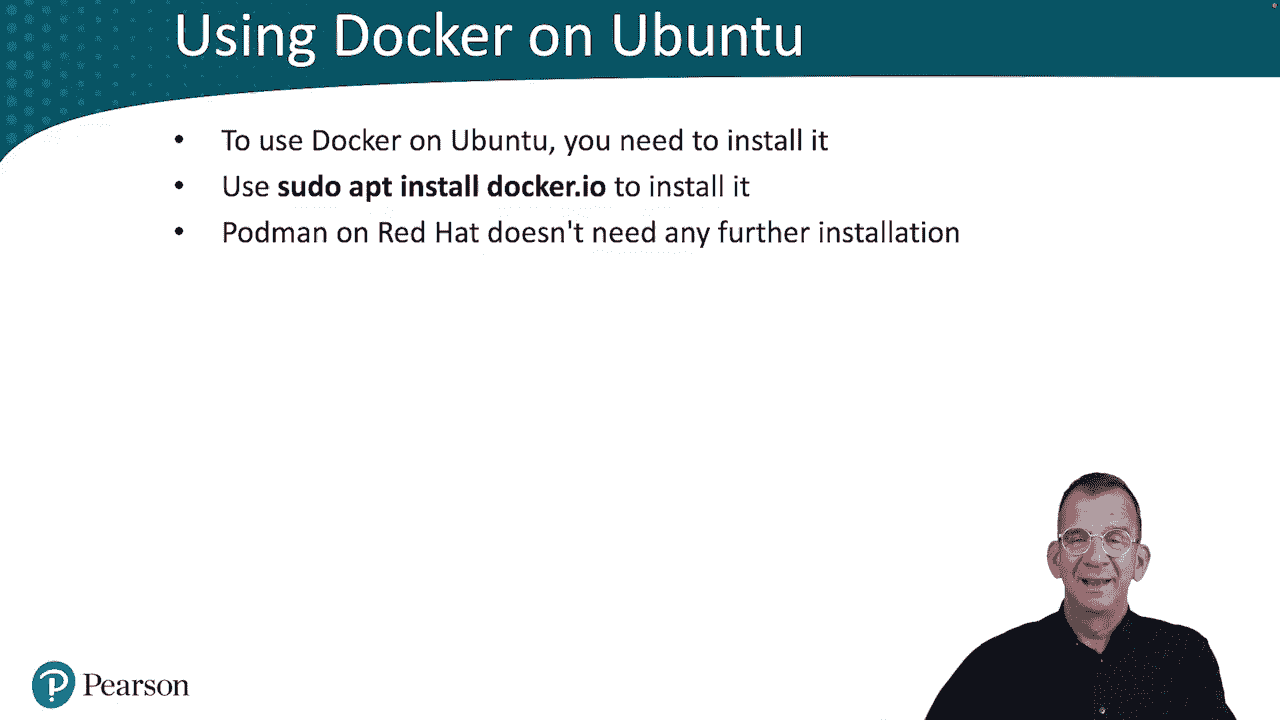 Using Docker on Ubuntu
• To use Docker on Ubuntu, you need to install it
• Use sudo apt install docker.io to install it
• Podman on Red Hat doesn't need any further installation
Pearson